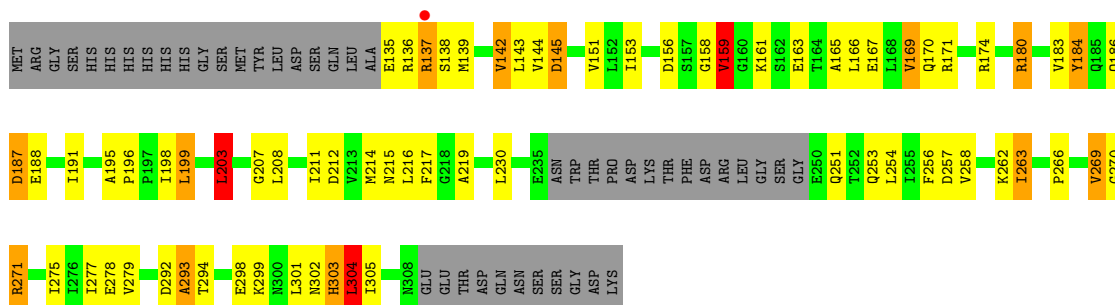 MET ARG GLY SER HIS HIS HIS HIS HIS HIS GLY SER MET TYR LEU ASP SER GLN LEU ALA E135 R136 R137 S138 M139 V142 L143 V144 D145 V151 L152 I153 D156 S157 G158 V159 G160 K161 S162 E163 T164 A165 L166 E167 L168 V169 Q170 R171 R174 R180 V183 Y184 Q185
D187 E188 I191 A195 P196 P197 I198 L199 L203 G207 L208 I211 D212 V213 M214 N215 L216 F217 G218 A219 L230 E235 ASN TRP THR THR PRO ASP LYS THR PHE ASP ARG LEU GLY SER GLY E250 Q251 T252 Q253 L254 I255 F256 D257 V258 K262 I263 P266 V269
R271 I275 I276 I277 E278 V279 D292 A293 T294 E298 K299 N300 L301 N302 H303 L304 I305 N308 GLU GLU THR ASP GLN ASN SER SER GLY ASP LYS